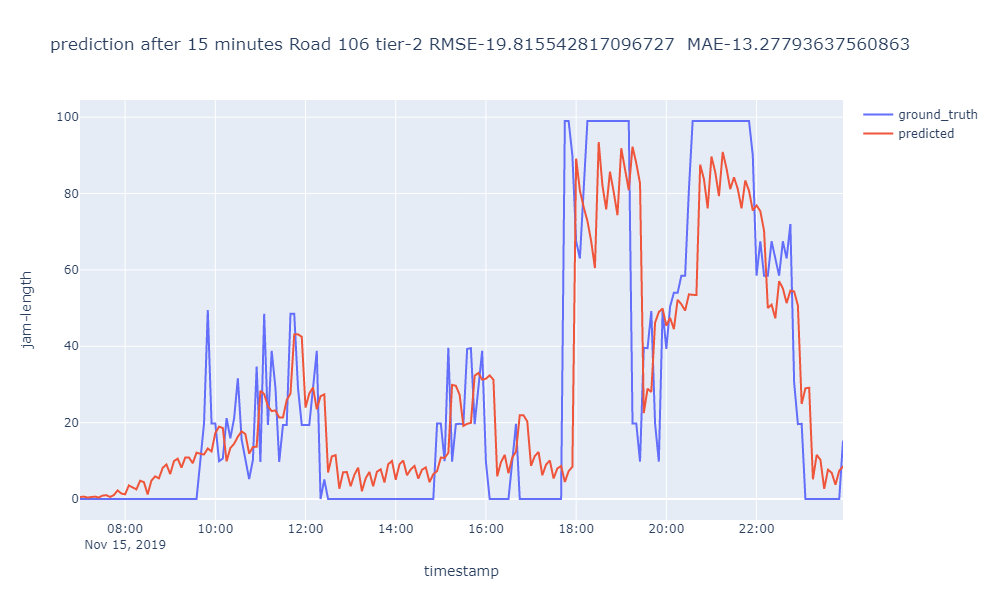 prediction after 15 minutes Road 106 tier-2 RMSE-19.815542817096727  MAE-13.27793637560863
ground_truth
predicted
100
80
60
40
20
0
jam-length
08:00 10:00 12:00 14:00 16:00 18:00 20:00 22:00
Nov 15, 2019
timestamp